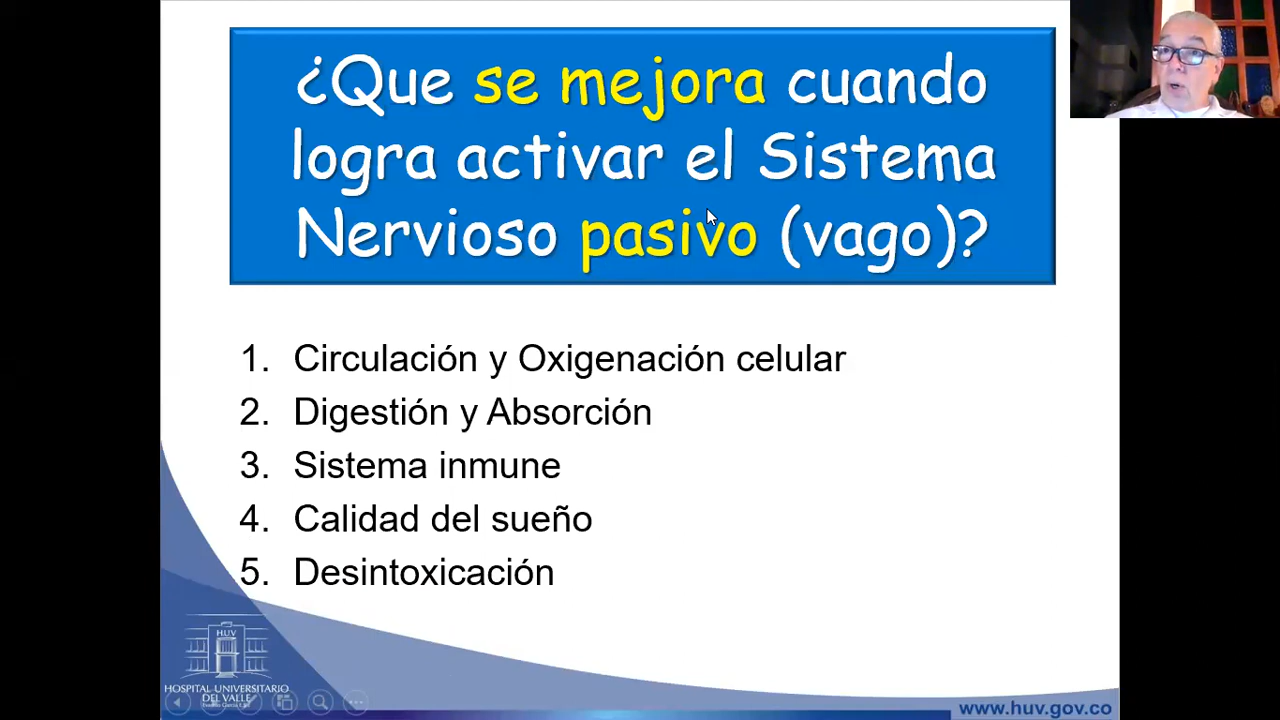 ¿Que se mejora cuando
logra activar el Sistema
Nervioso pasivo (vago)?
1. Circulación y Oxigenación celular
2. Digestión y Absorción
3. Sistema inmune
4. Calidad del sueño
5. Desintoxicación
H.U.V
HOSPITAL UNIVERSITARIO
DEL VALLE
www.huv.gov.co